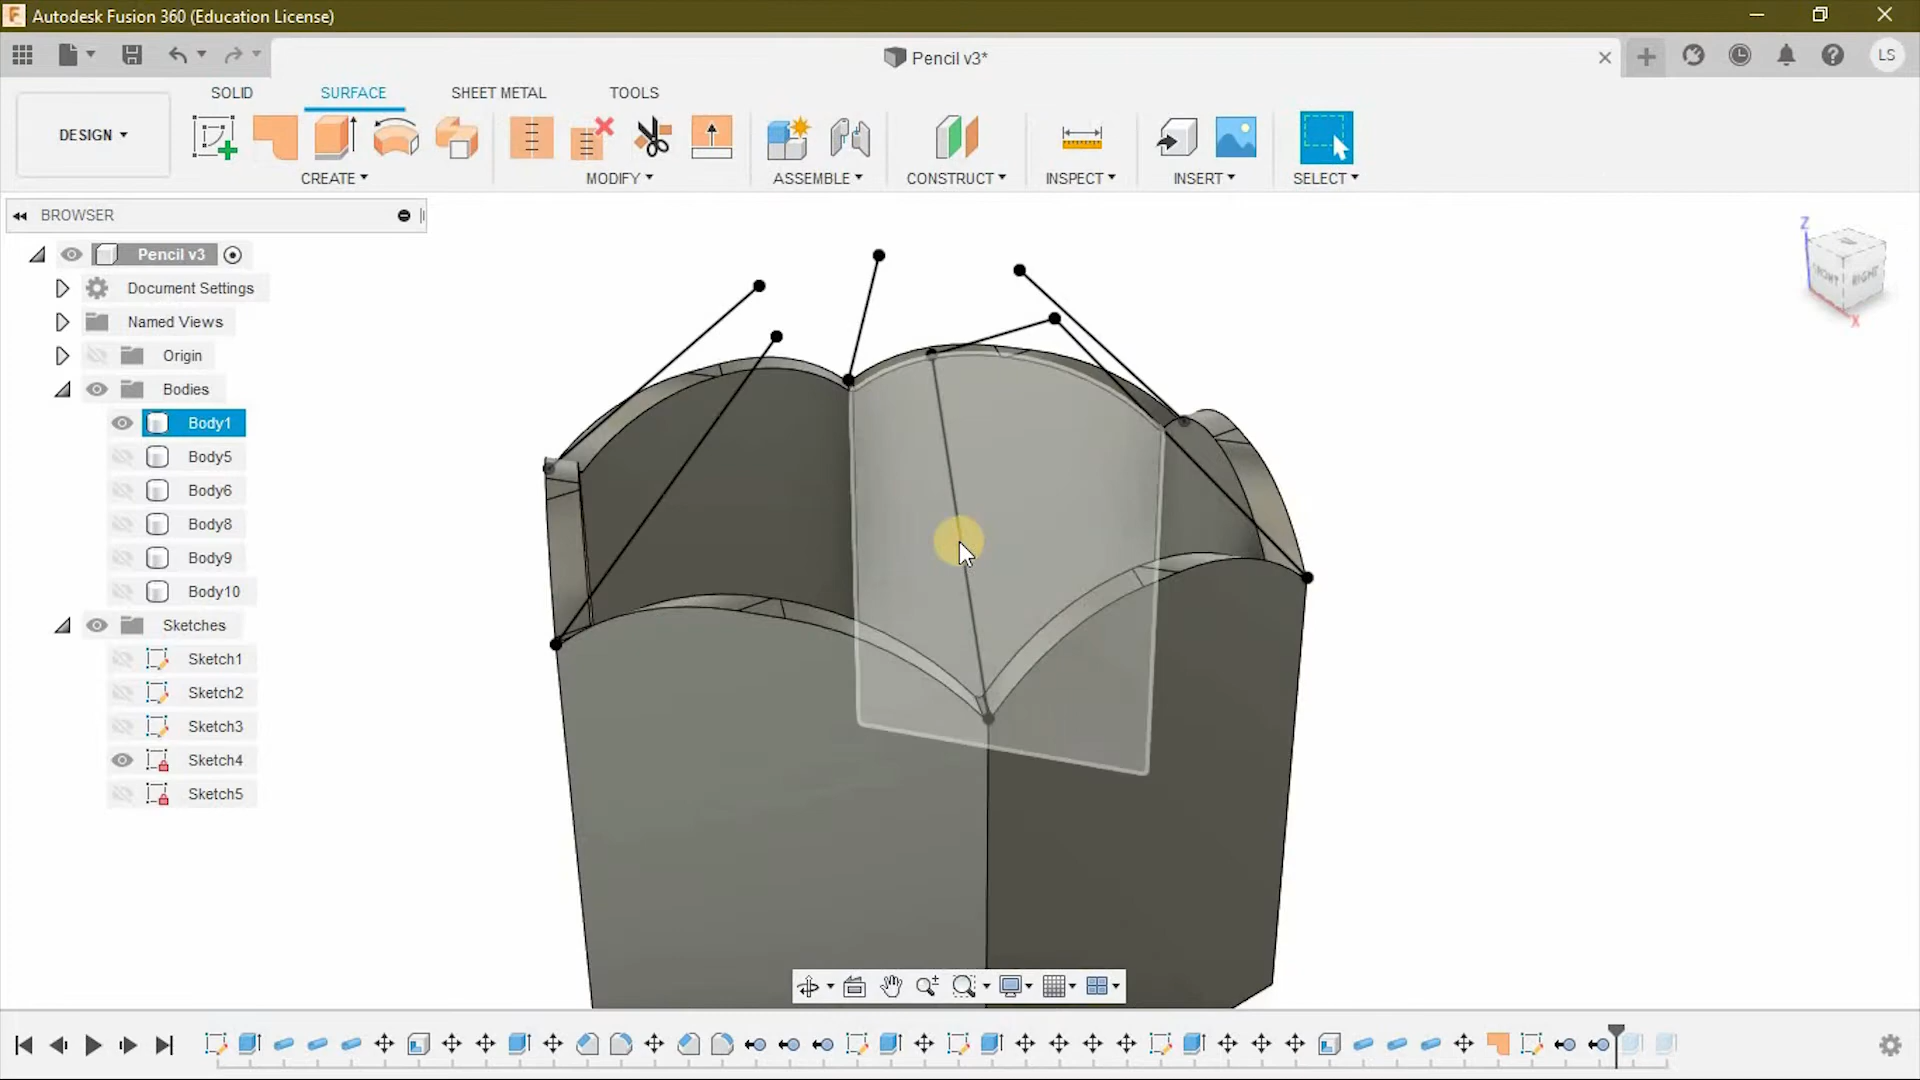 Autodesk Fusion 360 (Education License)
Pencil v3*
LS
SOLID
SURFACE
SHEET METAL
TOOLS
DESIGN
CREATE
MODIFY
ASSEMBLE
CONSTRUCT
INSPECT
INSERT
SELECT
BROWSER
Pencil v3
Document Settings
Named Views
Origin
Bodies
Body1
Body5
Body6
Body8
Body9
Body10
Sketches
Sketch1
Sketch2
Sketch3
Sketch4
Sketch5
Z
FRONT
RIGHT
X